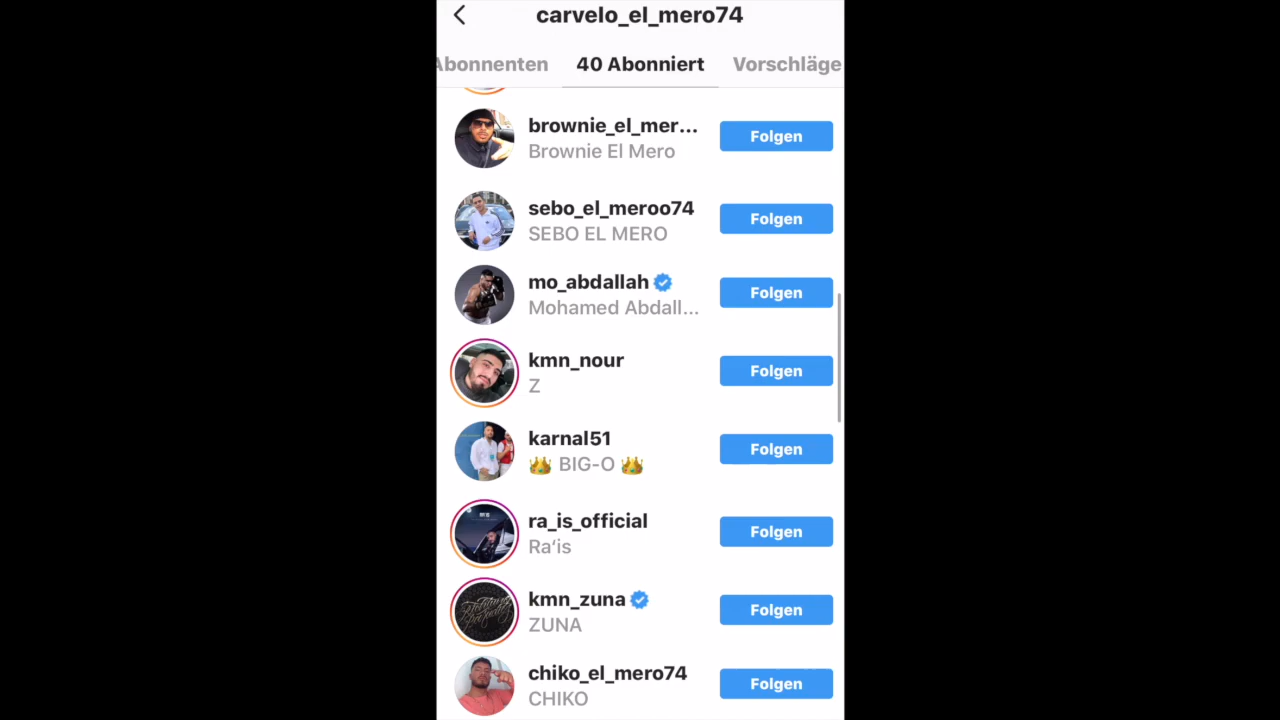 carvelo_el_mero74
Abonnenten
40 Abonniert
Vorschläge
brownie_el_mer...
Brownie El Mero
Folgen
sebo_el_meroo74
SEBO EL MERO
Folgen
mo_abdallah
Mohamed Abdall...
Folgen
kmn_nour
Z
Folgen
karnal51
👑 BIG-O 👑
Folgen
ra_is_official
Ra‘is
Folgen
kmn_zuna
ZUNA
Folgen
chiko_el_mero74
CHIKO
Folgen